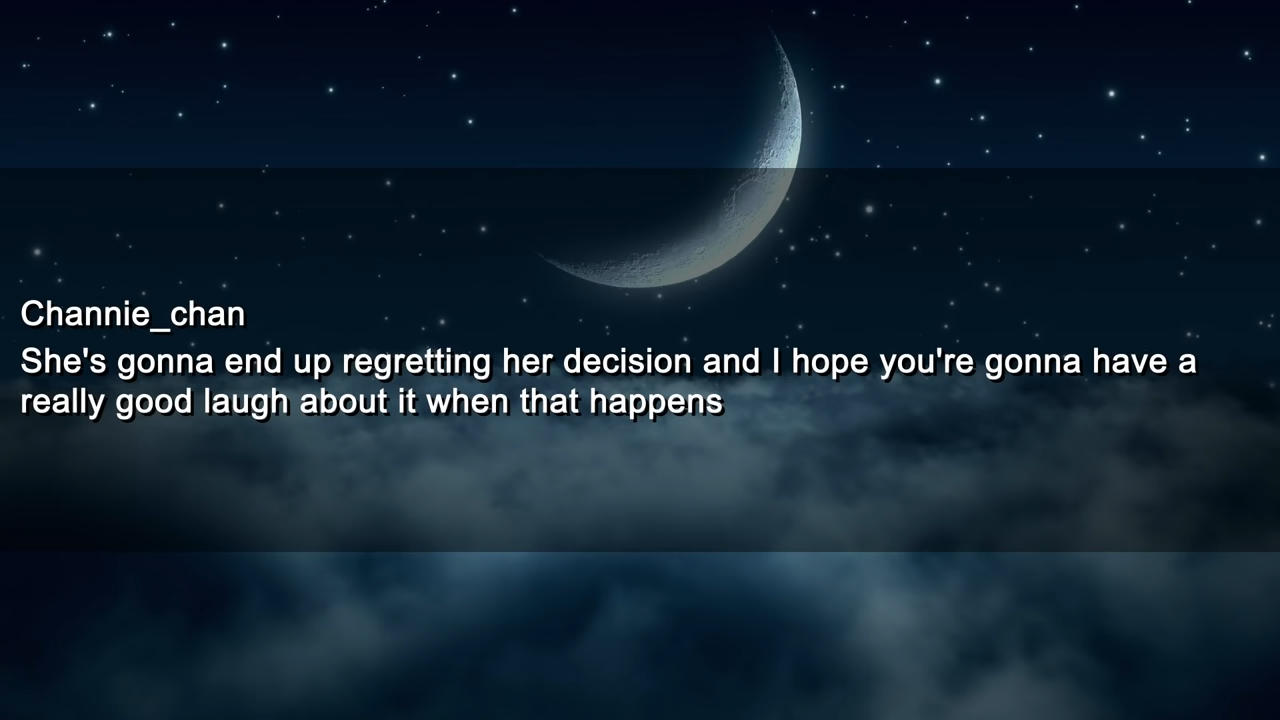 Channie_chan
She's gonna end up regretting her decision and I hope you're gonna have a
really good laugh about it when that happens